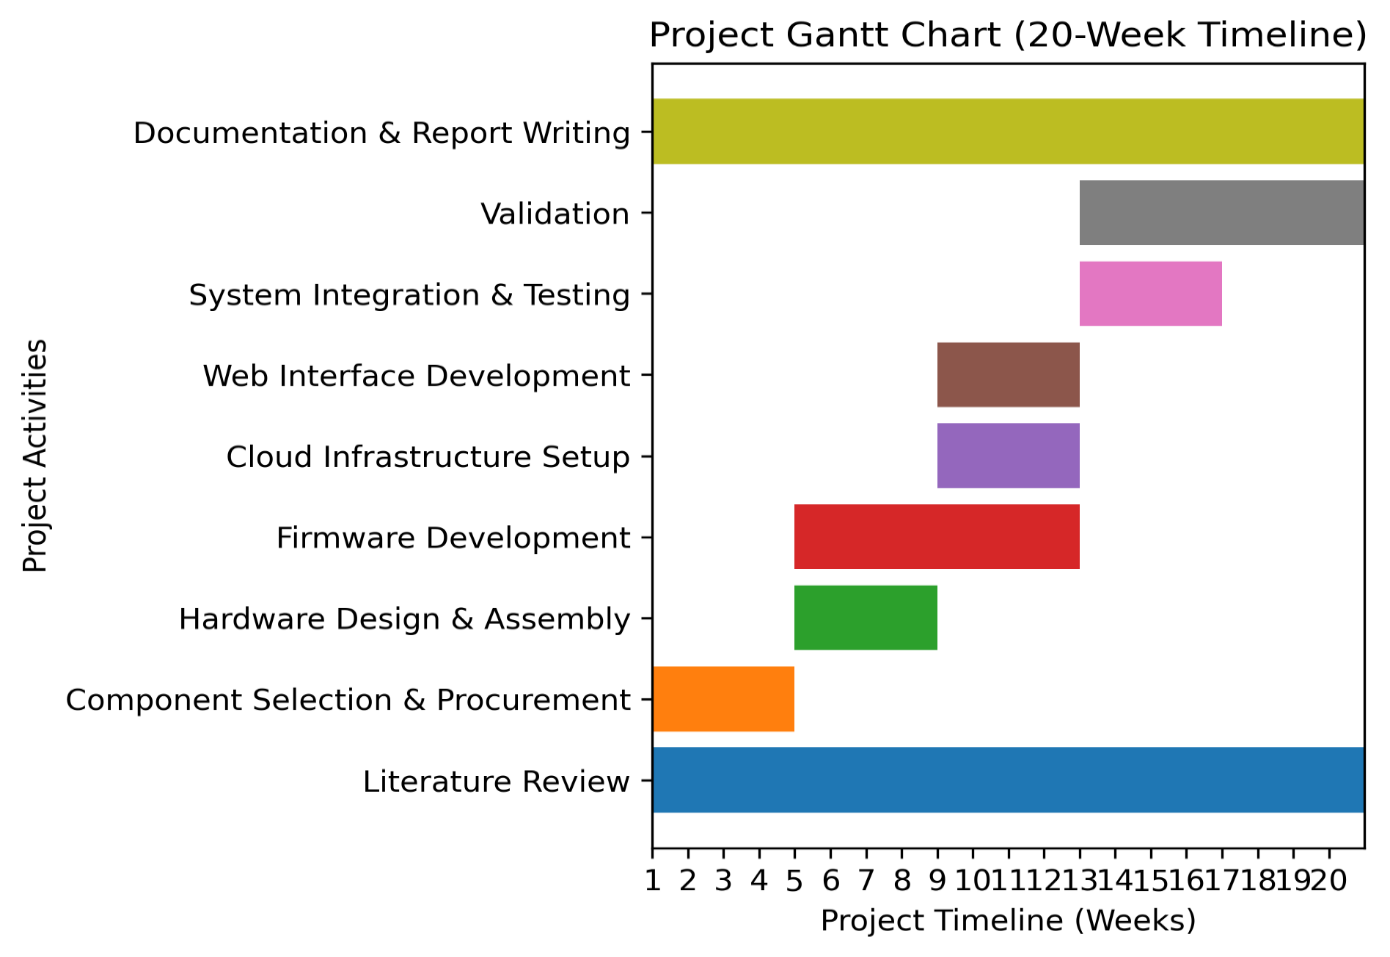 Project Gantt Chart (20-Week Timeline)
Project Activities
Documentation & Report Writing
Validation
System Integration & Testing
Web Interface Development
Cloud Infrastructure Setup
Firmware Development
Hardware Design & Assembly
Component Selection & Procurement
Literature Review
1 2 3 4 5 6 7 8 9 10 11 12 13 14 15 16 17 18 19 20
Project Timeline (Weeks)